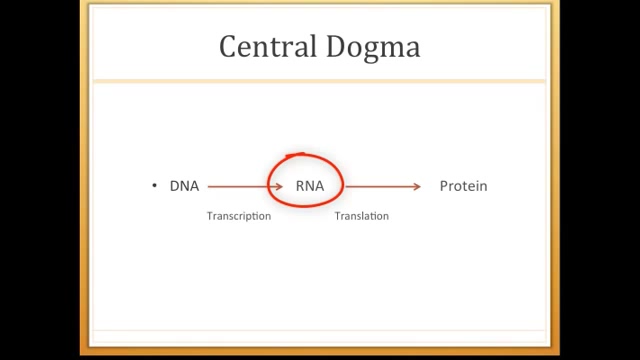 Central Dogma
• DNA RNA Protein
Transcription Translation